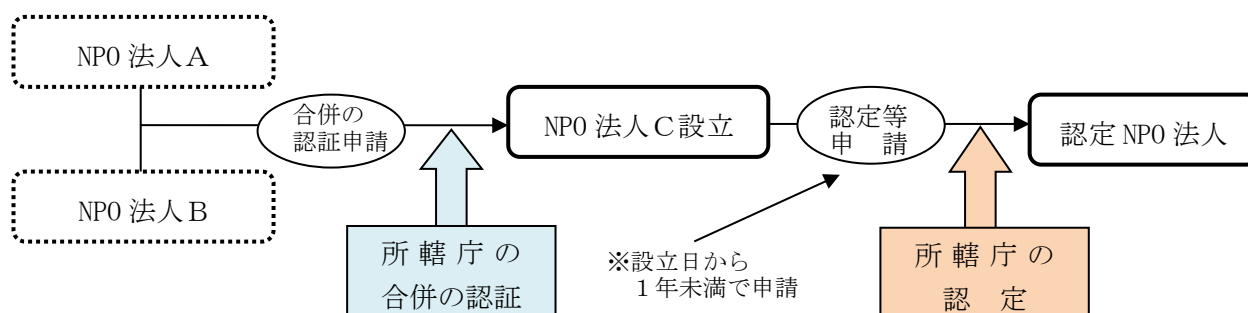 NPO 法人A
NPO 法人B
合併の
認証申請
所轄庁の
合併の認証
NPO 法人C設立
認定等
申請
※設立日から
1年未満で申請
所轄庁の
認定
認定 NPO 法人